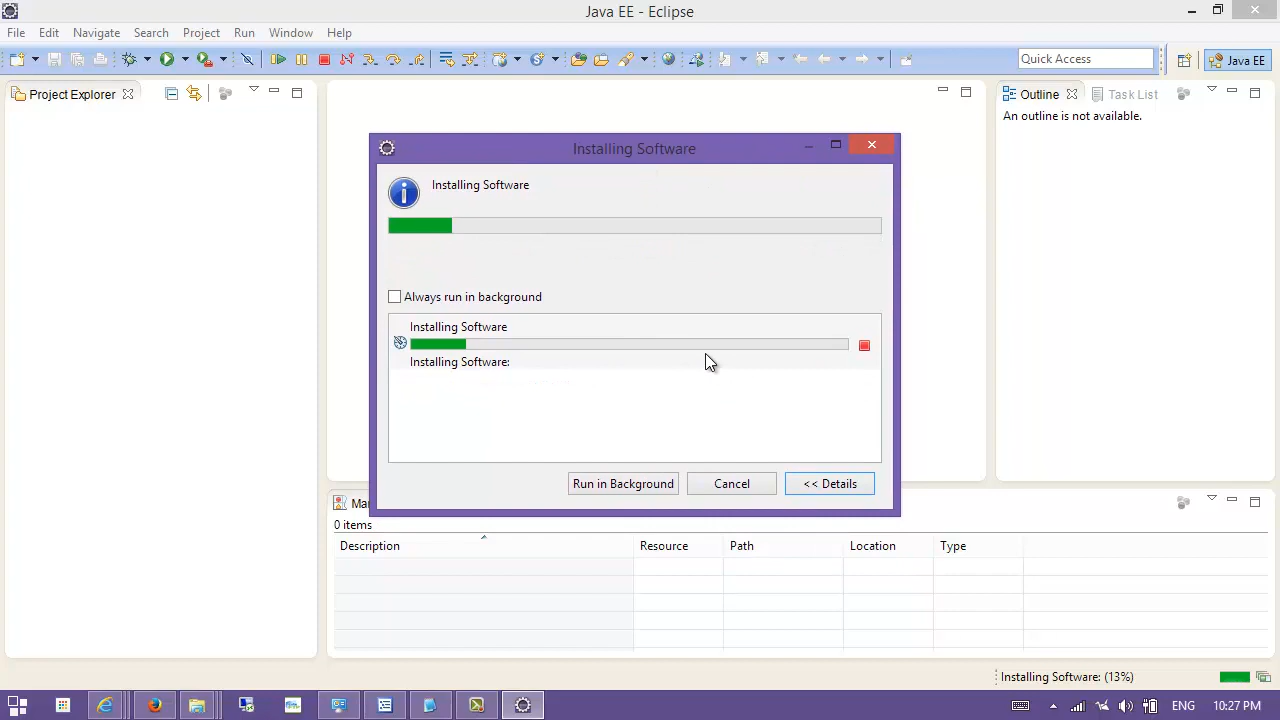 Java EE - Eclipse
File Edit Navigate Search Project Run Window Help
Quick Access
Java EE
Project Explorer
Outline Task List
An outline is not available.
Installing Software
Installing Software
Always run in background
Installing Software
Installing Software:
Run in Background Cancel << Details
Ma
0 items
Description Resource Path Location Type
Installing Software: (13%)
ENG 10:27 PM